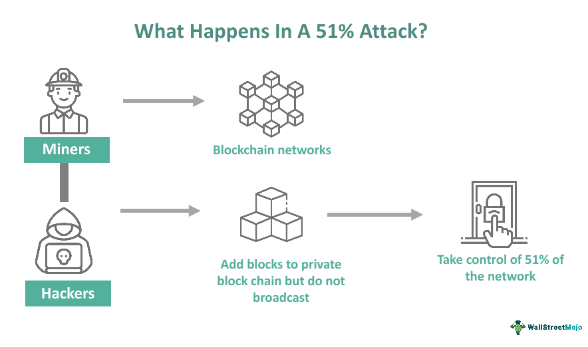 What Happens In A 51% Attack?
Miners
Blockchain networks
Hackers
Add blocks to private
block chain but do not
broadcast
Take control of 51% of
the network
WallStreetMojo